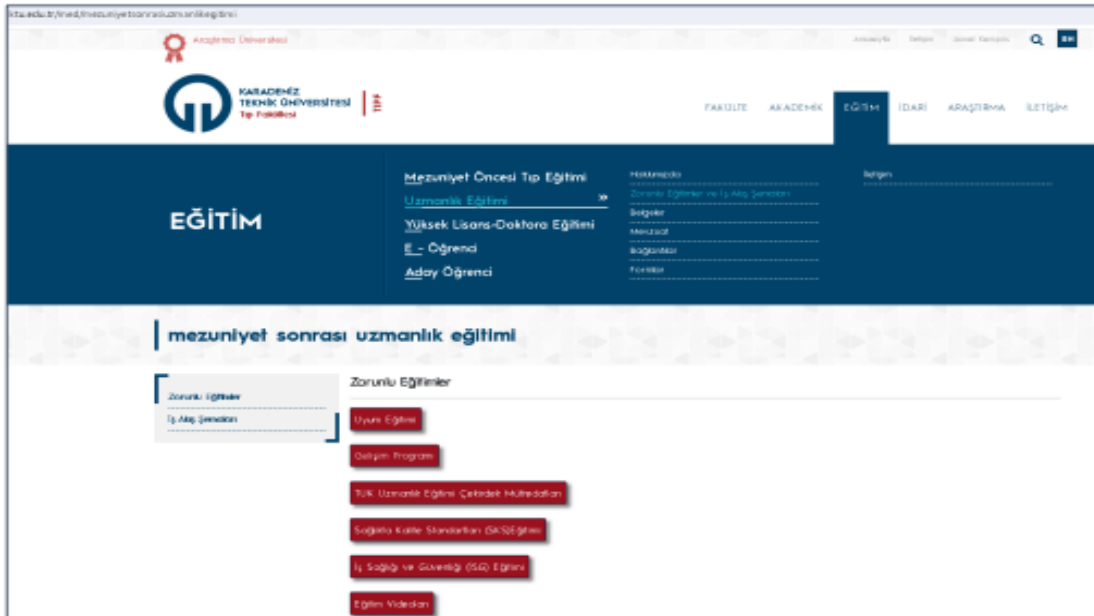 ktu.edu.tr/med/mezuniyetsonrasiuzmanlikegitimi
Araştırma Üniversitesi
Anasayfa İletişim
EN
KARADENİZ
TEKNİK ÜNİVERSİTESİ
Tıp Fakültesi
TIPF
FAKÜLTE AKADEMİK EĞİTİM İDARİ ARAŞTIRMA İLETİŞİM
EĞİTİM
Mezuniyet Öncesi Tıp Eğitimi
Uzmanlık Eğitimi »
Yüksek Lisans-Doktora Eğitimi
E - Öğrenci
Aday Öğrenci
Hakkımızda
Zorunlu Eğitimler ve İş Akış Şemaları
Belgeler
Mevzuat
Bağlantılar
Formlar
İletişim
mezuniyet sonrası uzmanlık eğitimi
Zorunlu Eğitimler
İş Akış Şemaları
Zorunlu Eğitimler
Uyum Eğitimi
Gelişim Programı
TUK Uzmanlık Eğitimi Çekirdek Müfredatları
Sağlıkta Kalite Standartları (SKS)Eğitimi
İş Sağlığı ve Güvenliği (İSG) Eğitimi
Eğitim Videoları